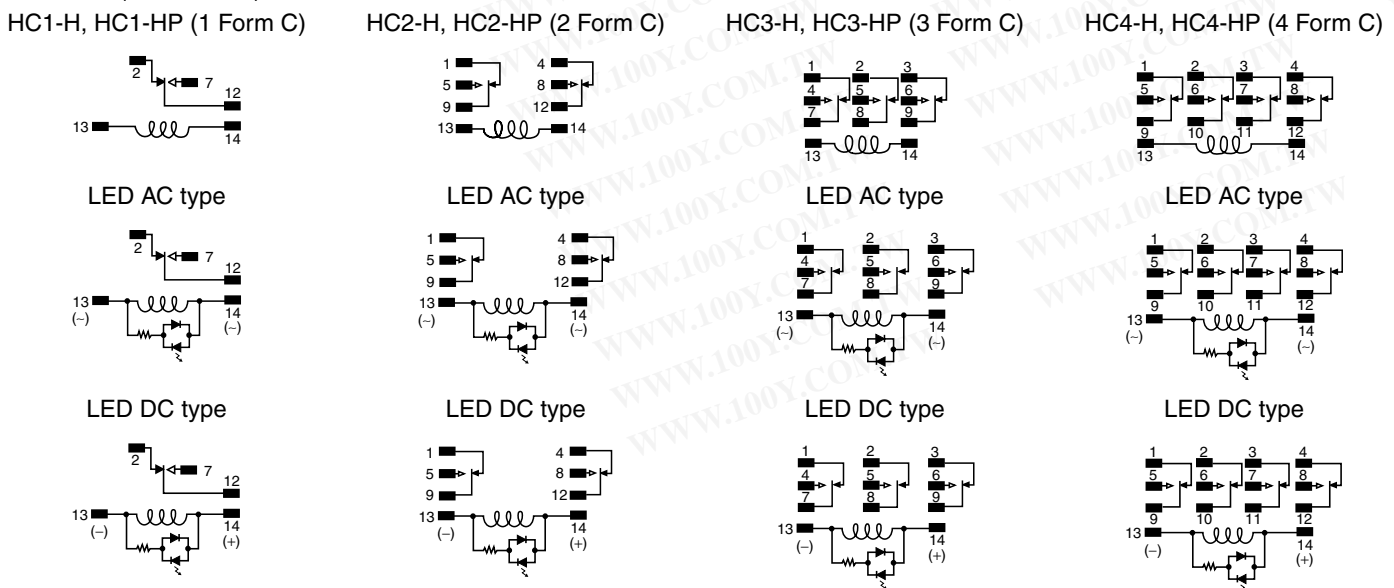 HC1-H, HC1-HP (1 Form C) HC2-H, HC2-HP (2 Form C) HC3-H, HC3-HP (3 Form C) HC4-H, HC4-HP (4 Form C)
2 7 12 13 14
1 4 5 8 9 12 13 14
1 2 3 4 5 6 7 8 9 13 14
1 2 3 4 5 6 7 8 9 10 11 12 13 14
LED AC type LED AC type LED AC type LED AC type
2 7 12 13 14 (~) (~)
1 4 5 8 9 12 13 14 (~) (~)
1 2 3 4 5 6 7 8 9 13 14 (~) (~)
1 2 3 4 5 6 7 8 9 10 11 12 13 14 (~) (~)
LED DC type LED DC type LED DC type LED DC type
2 7 12 13 14 (−) (+)
1 4 5 8 9 12 13 14 (−) (+)
1 2 3 4 5 6 7 8 9 13 14 (−) (+)
1 2 3 4 5 6 7 8 9 10 11 12 13 14 (−) (+)
WWW.100Y.COM.TW